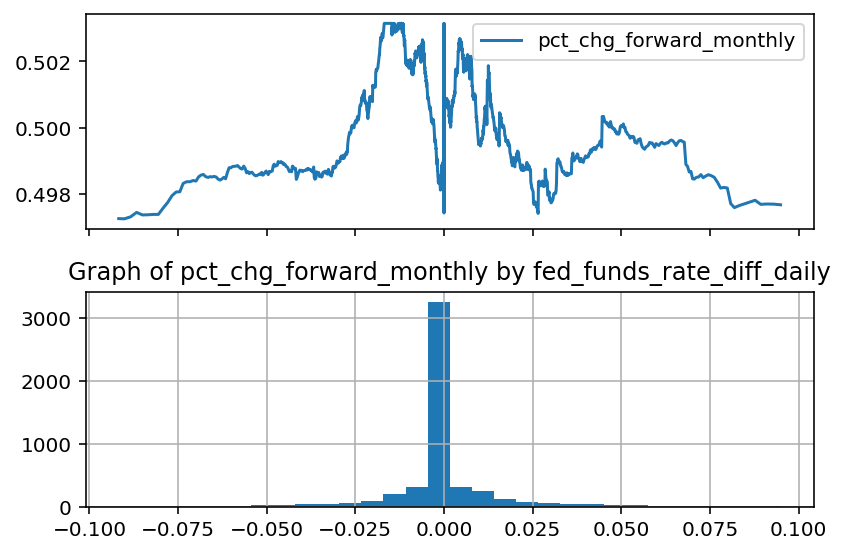 pct_chg_forward_monthly
0.502
0.500
0.498
Graph of pct_chg_forward_monthly by fed_funds_rate_diff_daily
3000
2000
1000
0
−0.100 −0.075 −0.050 −0.025 0.000 0.025 0.050 0.075 0.100